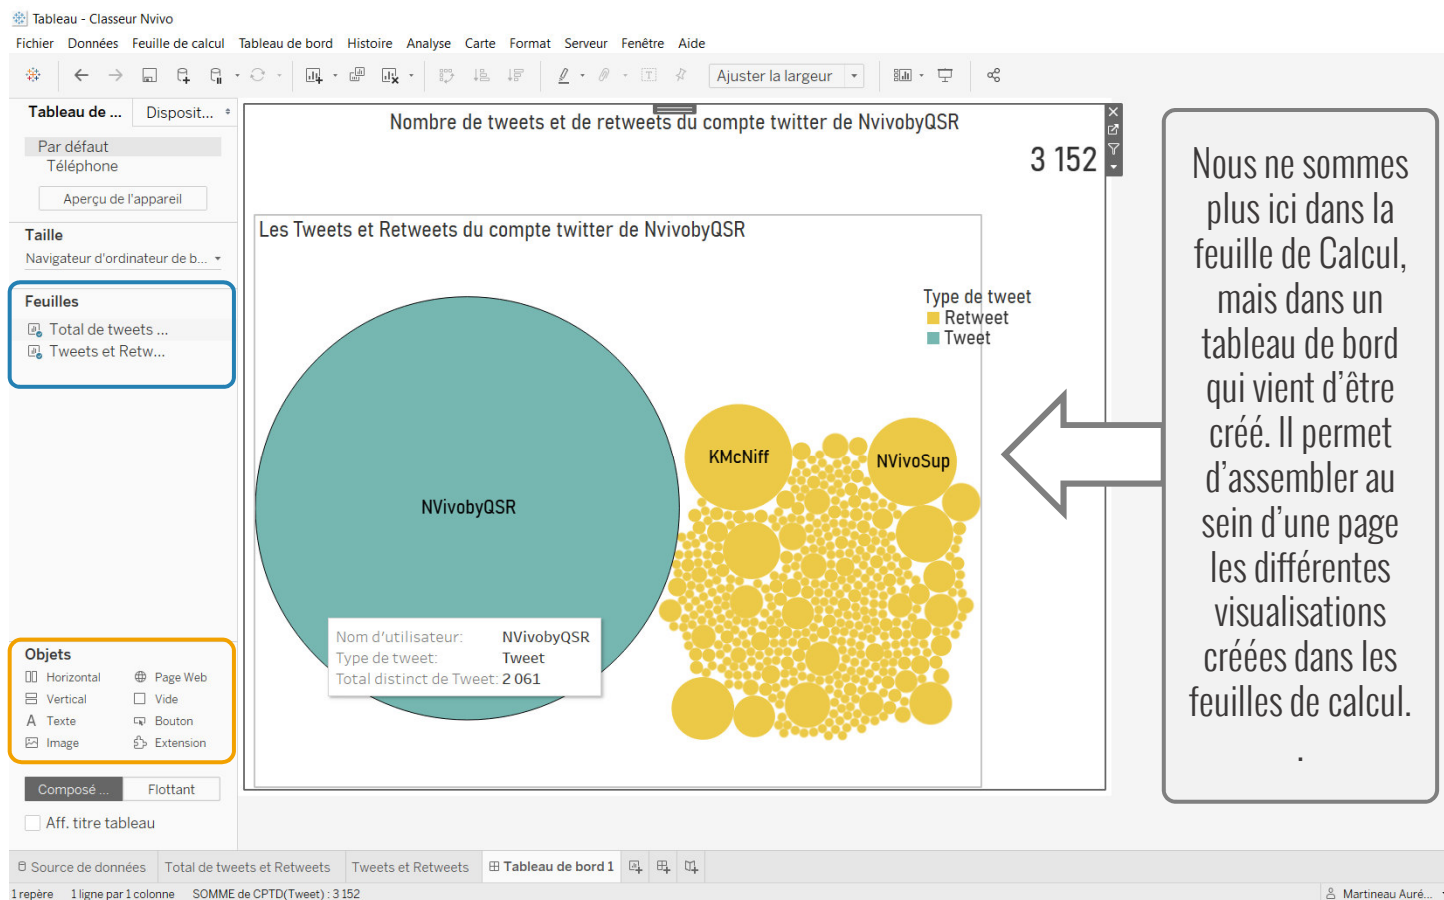 Tableau - Classeur Nvivo
Fichier Données Feuille de calcul Tableau de bord Histoire Analyse Carte Format Serveur Fenêtre Aide
Ajuster la largeur
Tableau de ... Disposit...
Par défaut
Téléphone
Aperçu de l'appareil
Taille
Navigateur d'ordinateur de b...
Feuilles
Total de tweets ...
Tweets et Retw...
Objets
Horizontal Page Web
Vertical Vide
A Texte Bouton
Image Extension
Composé ... Flottant
Aff. titre tableau
Nombre de tweets et de retweets du compte twitter de NvivobyQSR
3 152
Les Tweets et Retweets du compte twitter de NvivobyQSR
Type de tweet
Retweet
Tweet
KMcNiff
NVivoSup
NVivobyQSR
Nom d'utilisateur: NVivobyQSR
Type de tweet: Tweet
Total distinct de Tweet: 2 061
Nous ne sommes
plus ici dans la
feuille de Calcul,
mais dans un
tableau de bord
qui vient d’être
créé. Il permet
d’assembler au
sein d’une page
les différentes
visualisations
créées dans les
feuilles de calcul.
.
Source de données Total de tweets et Retweets Tweets et Retweets Tableau de bord 1
1 repère 1 ligne par 1 colonne SOMME de CPTD(Tweet) : 3 152 Martineau Auré...